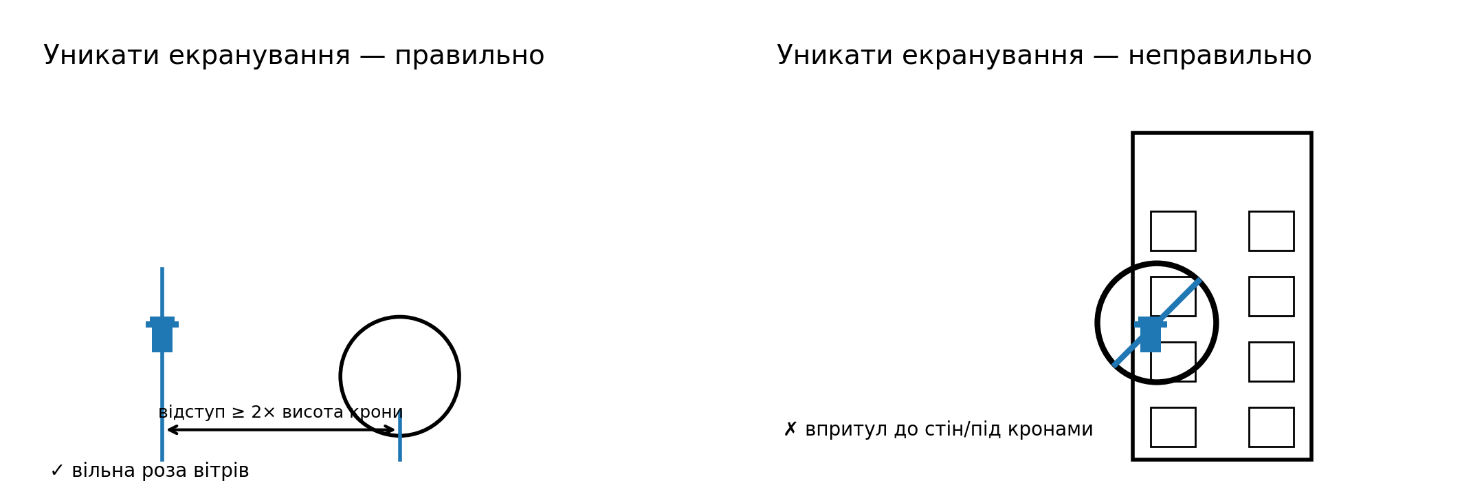 Уникати екранування — правильно
відступ ≥ 2× висота крони
✓ вільна роза вітрів
Уникати екранування — неправильно
✗ впритул до стін/під кронами